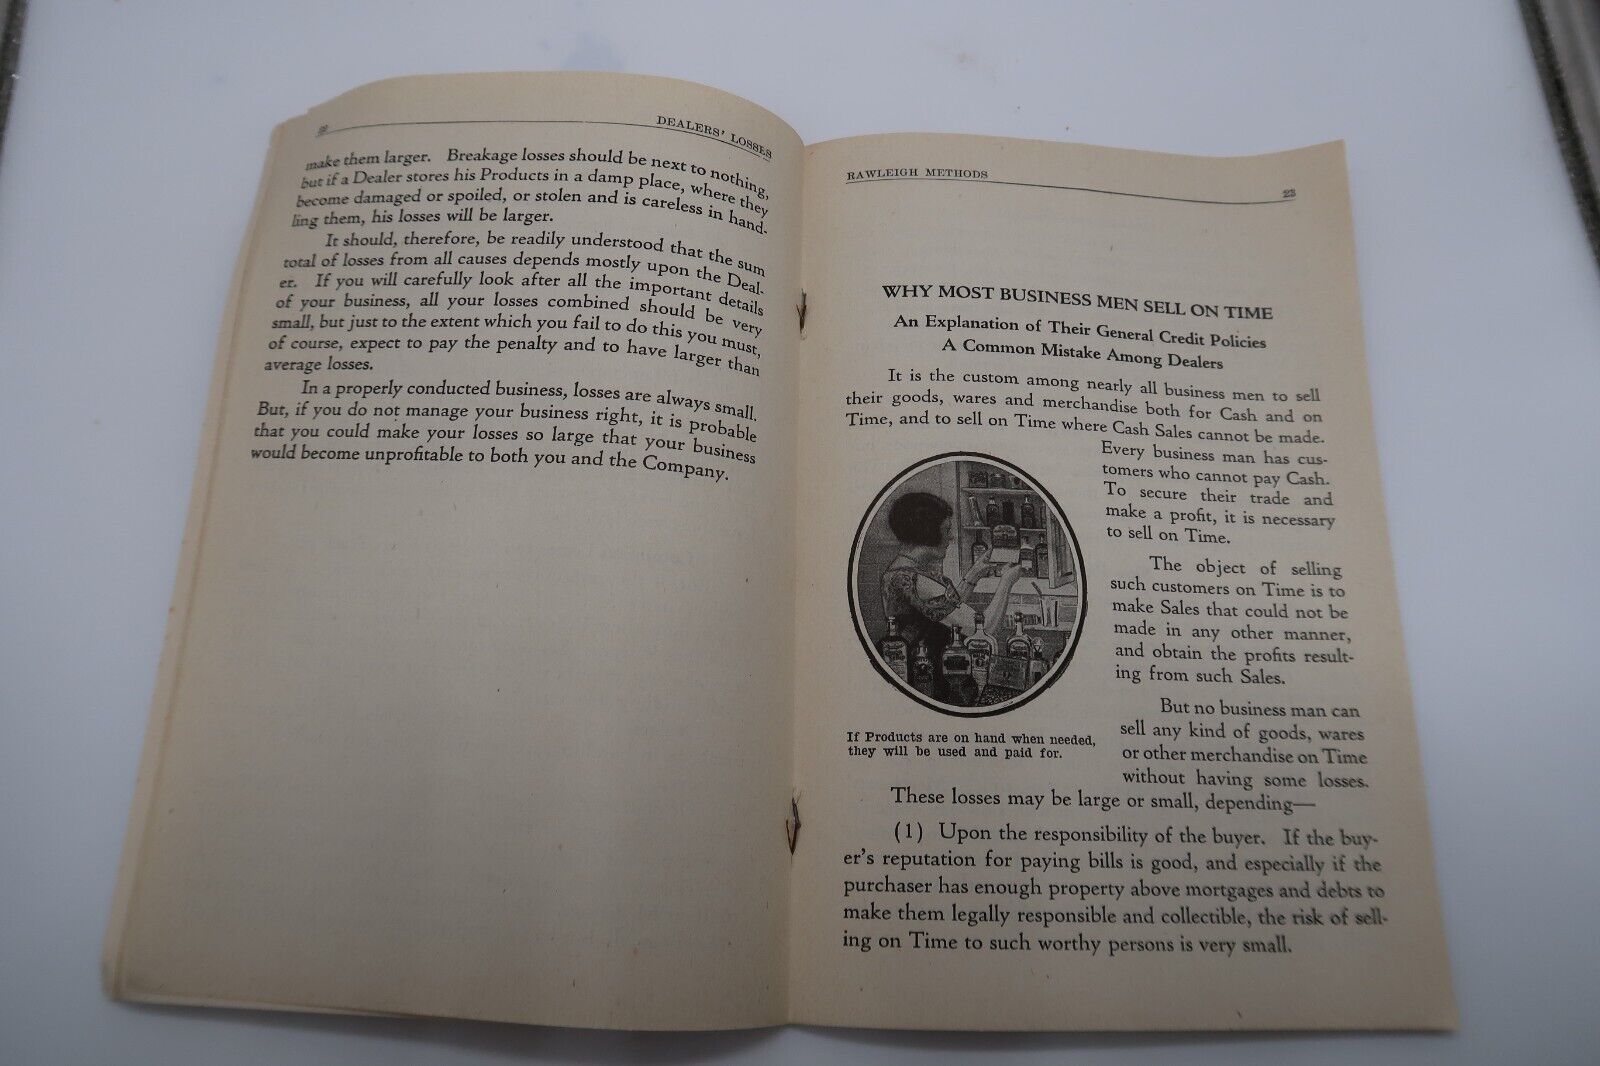 22
DEALERS' LOSSES
make them larger. Breakage losses should be next to nothing,
but if a Dealer stores his Products in a damp place, where they
become damaged or spoiled, or stolen and is careless in hand-
ling them, his losses will be larger.
It should, therefore, be readily understood that the sum
total of losses from all causes depends mostly upon the Deal-
er. If you will carefully look after all the important details
of your business, all your losses combined should be very
small, but just to the extent which you fail to do this you must,
of course, expect to pay the penalty and to have larger than
average losses.
In a properly conducted business, losses are always small.
But, if you do not manage your business right, it is probable
that you could make your losses so large that your business
would become unprofitable to both you and the Company.
RAWLEIGH METHODS
23
WHY MOST BUSINESS MEN SELL ON TIME
An Explanation of Their General Credit Policies
A Common Mistake Among Dealers
It is the custom among nearly all business men to sell
their goods, wares and merchandise both for Cash and on
Time, and to sell on Time where Cash Sales cannot be made.
Every business man has cus-
tomers who cannot pay Cash.
To secure their trade and
make a profit, it is necessary
to sell on Time.
The object of selling
such customers on Time is to
make Sales that could not be
made in any other manner,
and obtain the profits result-
ing from such Sales.
But no business man can
sell any kind of goods, wares
or other merchandise on Time
without having some losses.
If Products are on hand when needed,
they will be used and paid for.
These losses may be large or small, depending—
(1) Upon the responsibility of the buyer. If the buy-
er's reputation for paying bills is good, and especially if the
purchaser has enough property above mortgages and debts to
make them legally responsible and collectible, the risk of sell-
ing on Time to such worthy persons is very small.